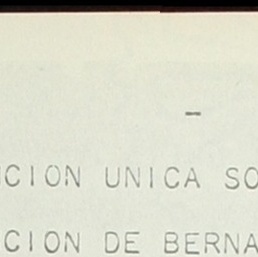 –
CION UNICA SO
CION DE BERNA